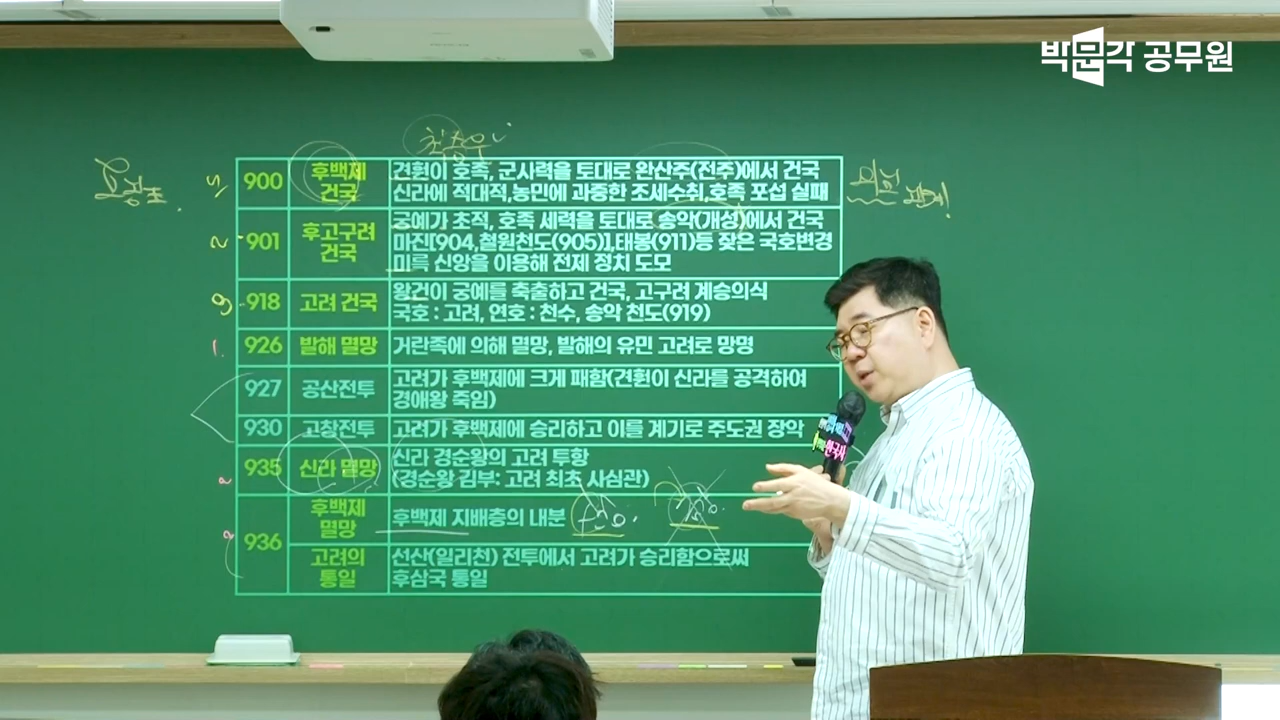 박문각 공무원
900
후백제
건국
견훤이 호족, 군사력을 토대로 완산주(전주)에서 건국
신라에 적대적,농민에 과중한 조세수취,호족 포섭 실패
901
후고구려
건국
궁예가 초적, 호족 세력을 토대로 송악(개성)에서 건국
마진[904,철원천도(905)],태봉(911)등 잦은 국호변경
미륵 신앙을 이용해 전제 정치 도모
918
고려 건국
왕건이 궁예를 축출하고 건국, 고구려 계승의식
국호 : 고려, 연호 : 천수, 송악 천도(919)
926
발해 멸망
거란족에 의해 멸망, 발해의 유민 고려로 망명
927
공산전투
고려가 후백제에 크게 패함(견훤이 신라를 공격하여
경애왕 죽임)
930
고창전투
고려가 후백제에 승리하고 이를 계기로 주도권 장악
935
신라 멸망
신라 경순왕의 고려 투항
(경순왕 김부: 고려 최초 사심관)
936
후백제
멸망
후백제 지배층의 내분
고려의
통일
선산(일리천) 전투에서 고려가 승리함으로써
후삼국 통일
한국사